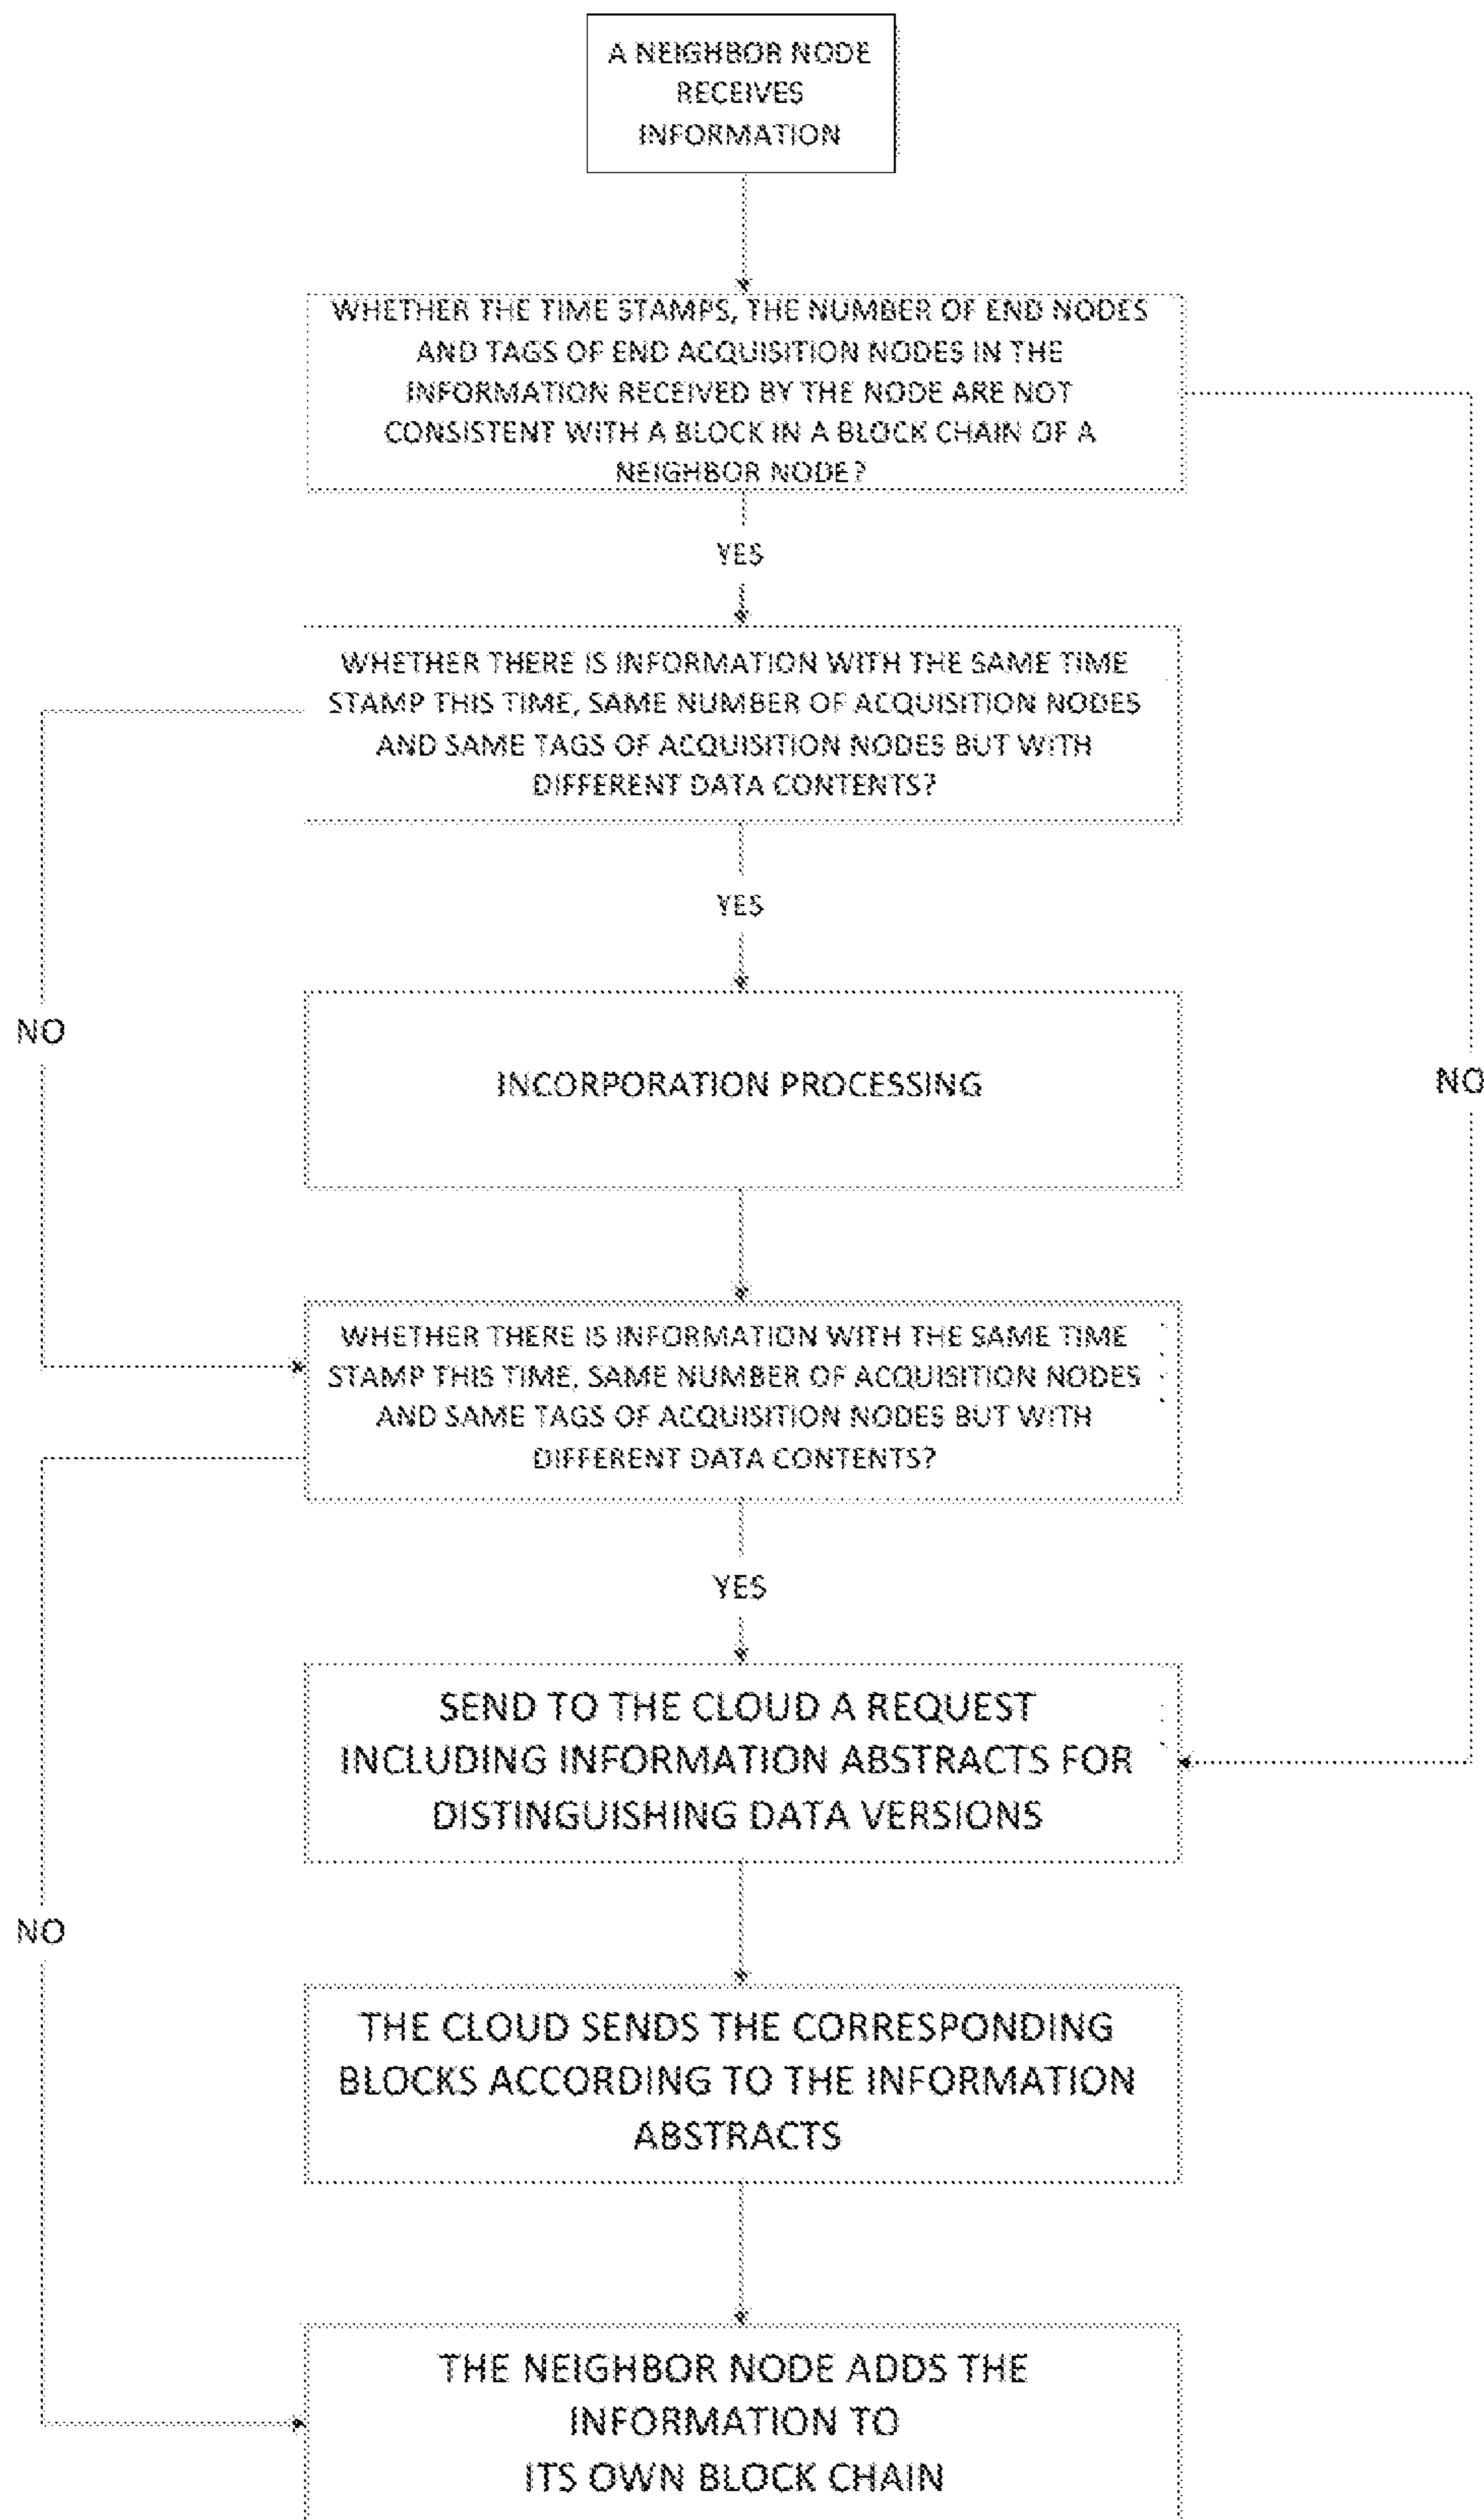 A NEIGHBOR NODE
RECEIVES
INFORMATION
WHETHER THE TIME STAMPS, THE NUMBER OF END NODES
AND TAGS OF END ACQUISITION NODES IN THE
INFORMATION RECEIVED BY THE NODE ARE NOT
CONSISTENT WITH A BLOCK IN A BLOCK CHAIN OF A
NEIGHBOR NODE?
YES
WHETHER THERE IS INFORMATION WITH THE SAME TIME
STAMP THIS TIME, SAME NUMBER OF ACQUISITION NODES
AND SAME TAGS OF ACQUISITION NODES BUT WITH
DIFFERENT DATA CONTENTS?
YES
NO
INCORPORATION PROCESSING
NO
WHETHER THERE IS INFORMATION WITH THE SAME TIME
STAMP THIS TIME, SAME NUMBER OF ACQUISITION NODES
AND SAME TAGS OF ACQUISITION NODES BUT WITH
DIFFERENT DATA CONTENTS?
YES
SEND TO THE CLOUD A REQUEST
INCLUDING INFORMATION ABSTRACTS FOR
DISTINGUISHING DATA VERSIONS
NO
THE CLOUD SENDS THE CORRESPONDING
BLOCKS ACCORDING TO THE INFORMATION
ABSTRACTS
THE NEIGHBOR NODE ADDS THE
INFORMATION TO
ITS OWN BLOCK CHAIN